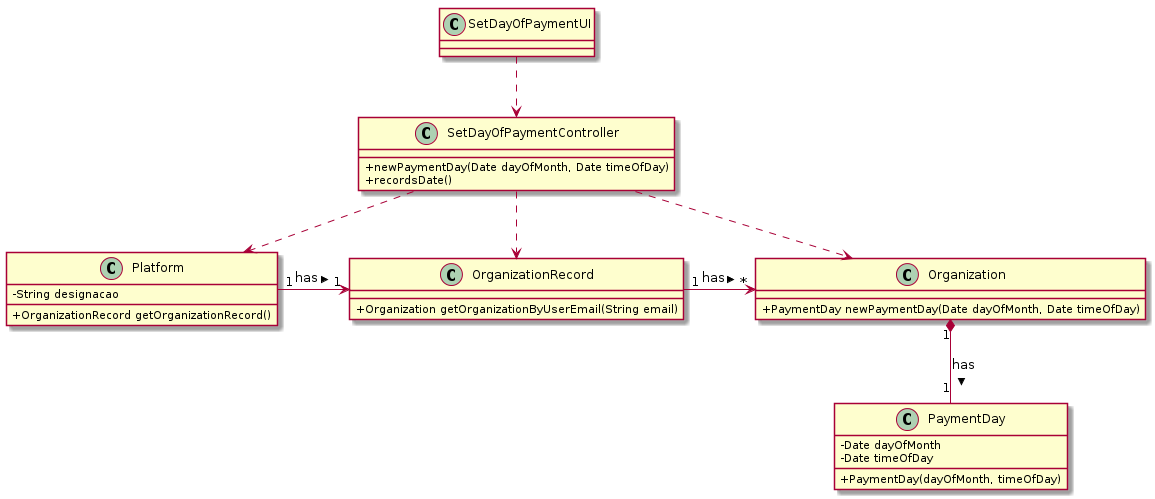 C SetDayOfPaymentUI
C SetDayOfPaymentController
+newPaymentDay(Date dayOfMonth, Date timeOfDay)
+recordsDate()
C Platform
-String designacao
+OrganizationRecord getOrganizationRecord()
1 has 1
C OrganizationRecord
+Organization getOrganizationByUserEmail(String email)
1 has *
C Organization
+PaymentDay newPaymentDay(Date dayOfMonth, Date timeOfDay)
1
has
1
C PaymentDay
-Date dayOfMonth
-Date timeOfDay
+PaymentDay(dayOfMonth, timeOfDay)